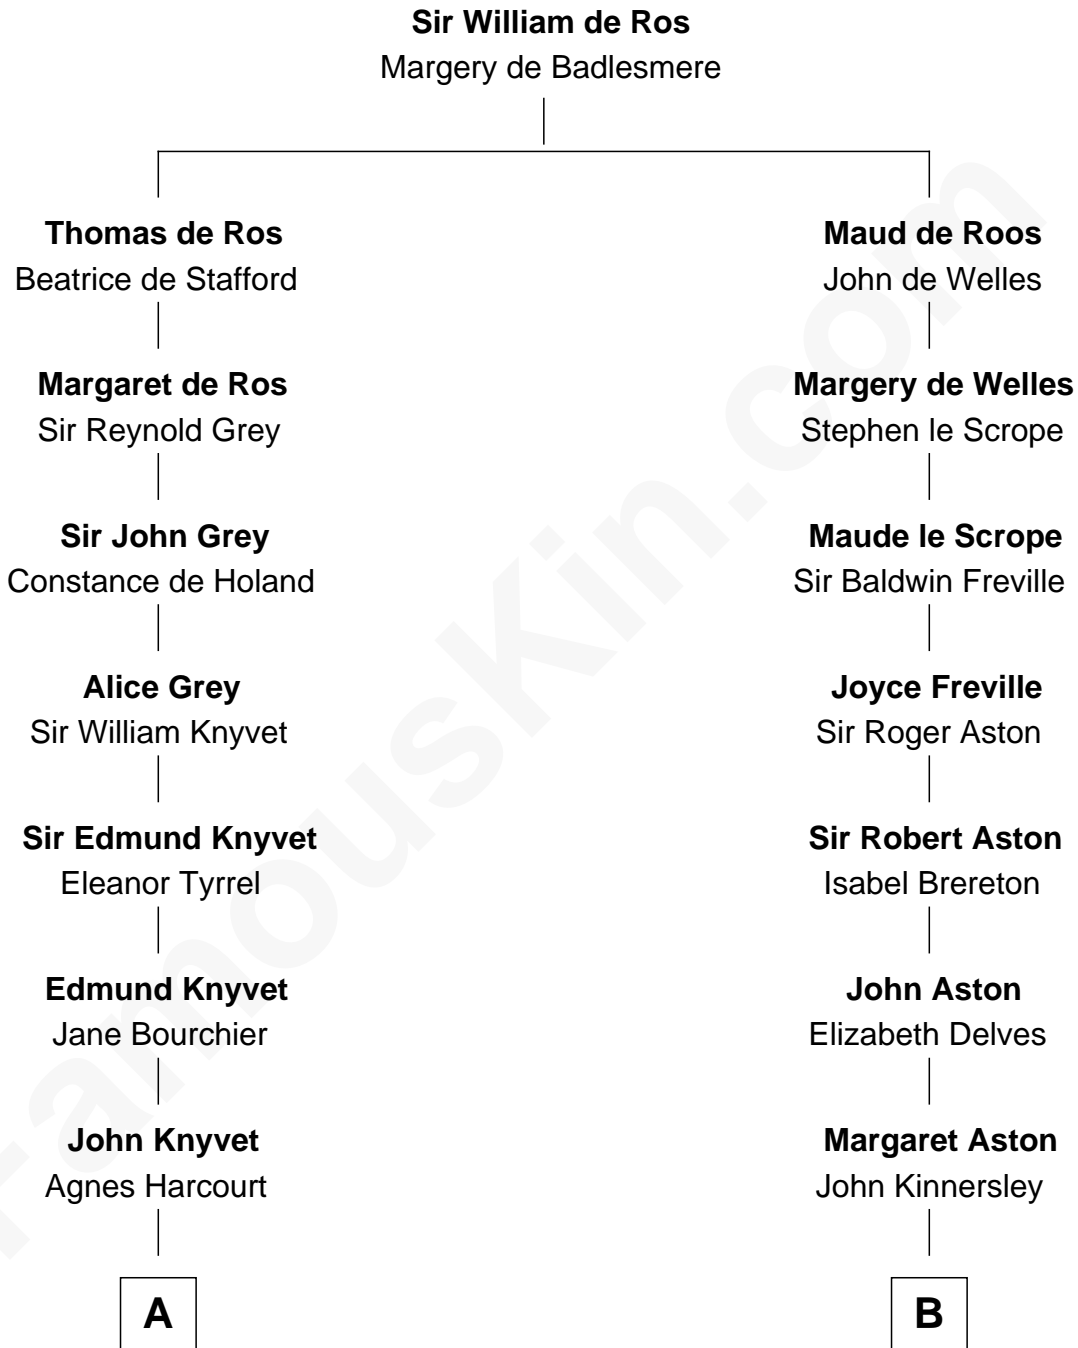 Sir William de Ros
Margery de Badlesmere
Thomas de Ros
Beatrice de Stafford
Margaret de Ros
Sir Reynold Grey
Sir John Grey
Constance de Holand
Alice Grey
Sir William Knyvet
Sir Edmund Knyvet
Eleanor Tyrrel
Edmund Knyvet
Jane Bourchier
John Knyvet
Agnes Harcourt
A
Maud de Roos
John de Welles
Margery de Welles
Stephen le Scrope
Maude le Scrope
Sir Baldwin Freville
Joyce Freville
Sir Roger Aston
Sir Robert Aston
Isabel Brereton
John Aston
Elizabeth Delves
Margaret Aston
John Kinnersley
B
FamousKin.com